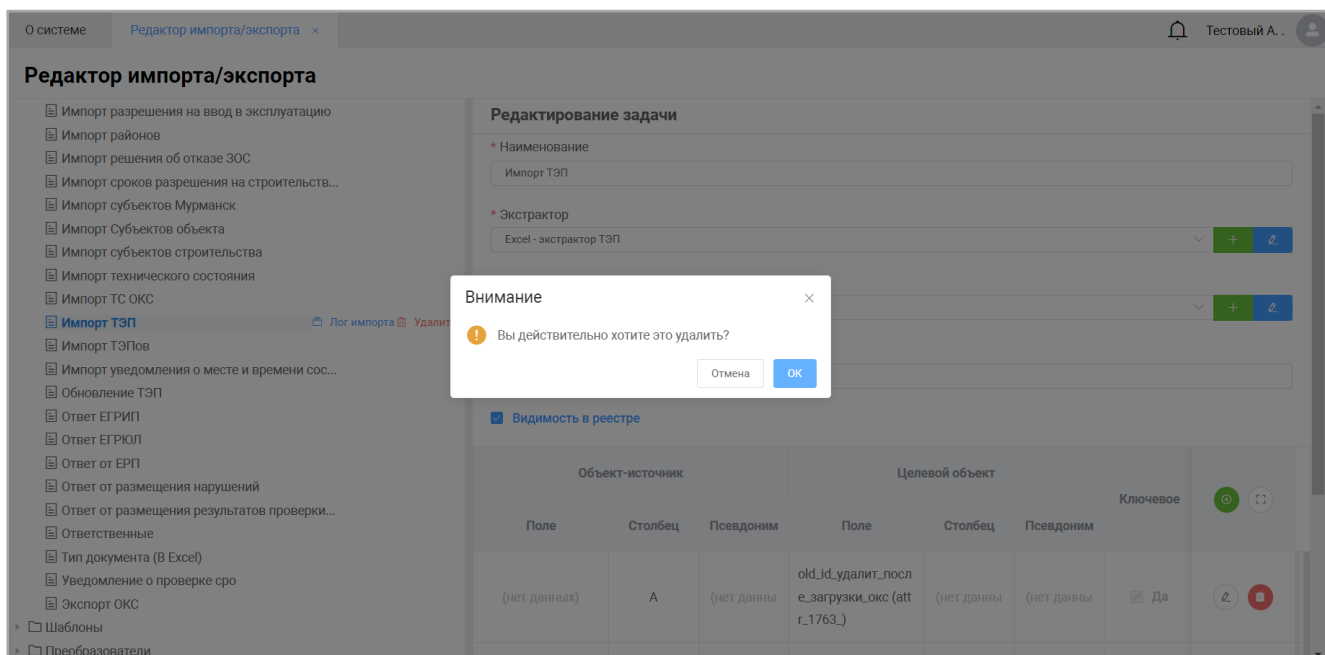 О системе
Редактор импорта/экспорта ×
Тестовый А. .
Редактор импорта/экспорта
Импорт разрешения на ввод в эксплуатацию
Импорт районов
Импорт решения об отказе ЗОС
Импорт сроков разрешения на строительств...
Импорт субъектов Мурманск
Импорт Субъектов объекта
Импорт субъектов строительства
Импорт технического состояния
Импорт ТС ОКС
Импорт ТЭП Лог импорта Удалит
Импорт ТЭПов
Импорт уведомления о месте и времени сос...
Обновление ТЭП
Ответ ЕГРИП
Ответ ЕГРЮЛ
Ответ от ЕРП
Ответ от размещения нарушений
Ответ от размещения результатов проверки...
Ответственные
Тип документа (В Excel)
Уведомление о проверке сро
Экспорт ОКС
Шаблоны
Преобразователи
Редактирование задачи
* Наименование
Импорт ТЭП
* Экстрактор
Excel - экстрактор ТЭП
Внимание
Вы действительно хотите это удалить?
Отмена
ОК
Видимость в реестре
Объект-источник
Целевой объект
Ключевое
Поле
Столбец
Псевдоним
Поле
Столбец
Псевдоним
(нет данных)
A
(нет данны
old_id_удалит_посл
е_загрузки_окс (att
r_1763_)
(нет данны
(нет данны
Да